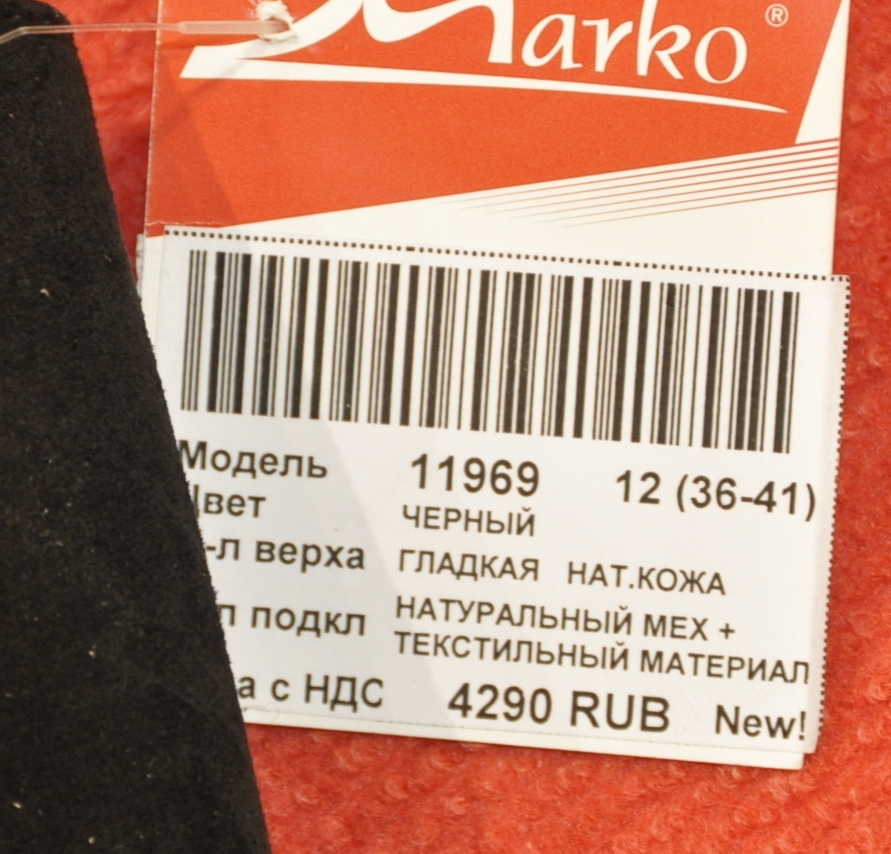 Marko ®
Модель 11969 12 (36-41)
Цвет ЧЕРНЫЙ
-л верха ГЛАДКАЯ НАТ.КОЖА
л подкл НАТУРАЛЬНЫЙ МЕХ +
ТЕКСТИЛЬНЫЙ МАТЕРИАЛ
а с НДС 4290 RUB New!